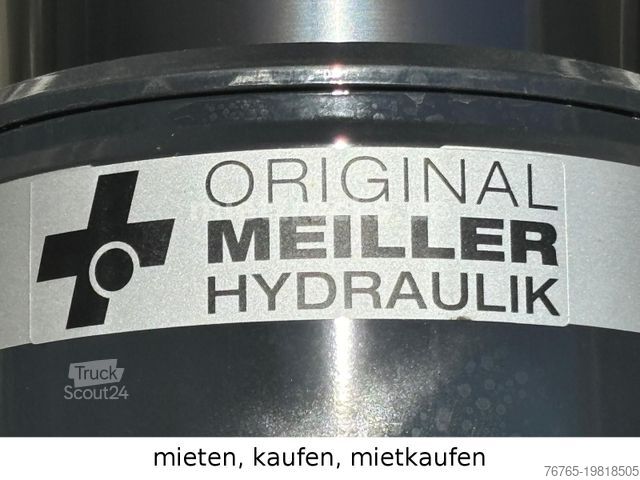 ORIGINAL
MEILLER
HYDRAULIK
Truck
Scout24
mieten, kaufen, mietkaufen
76765-19818505